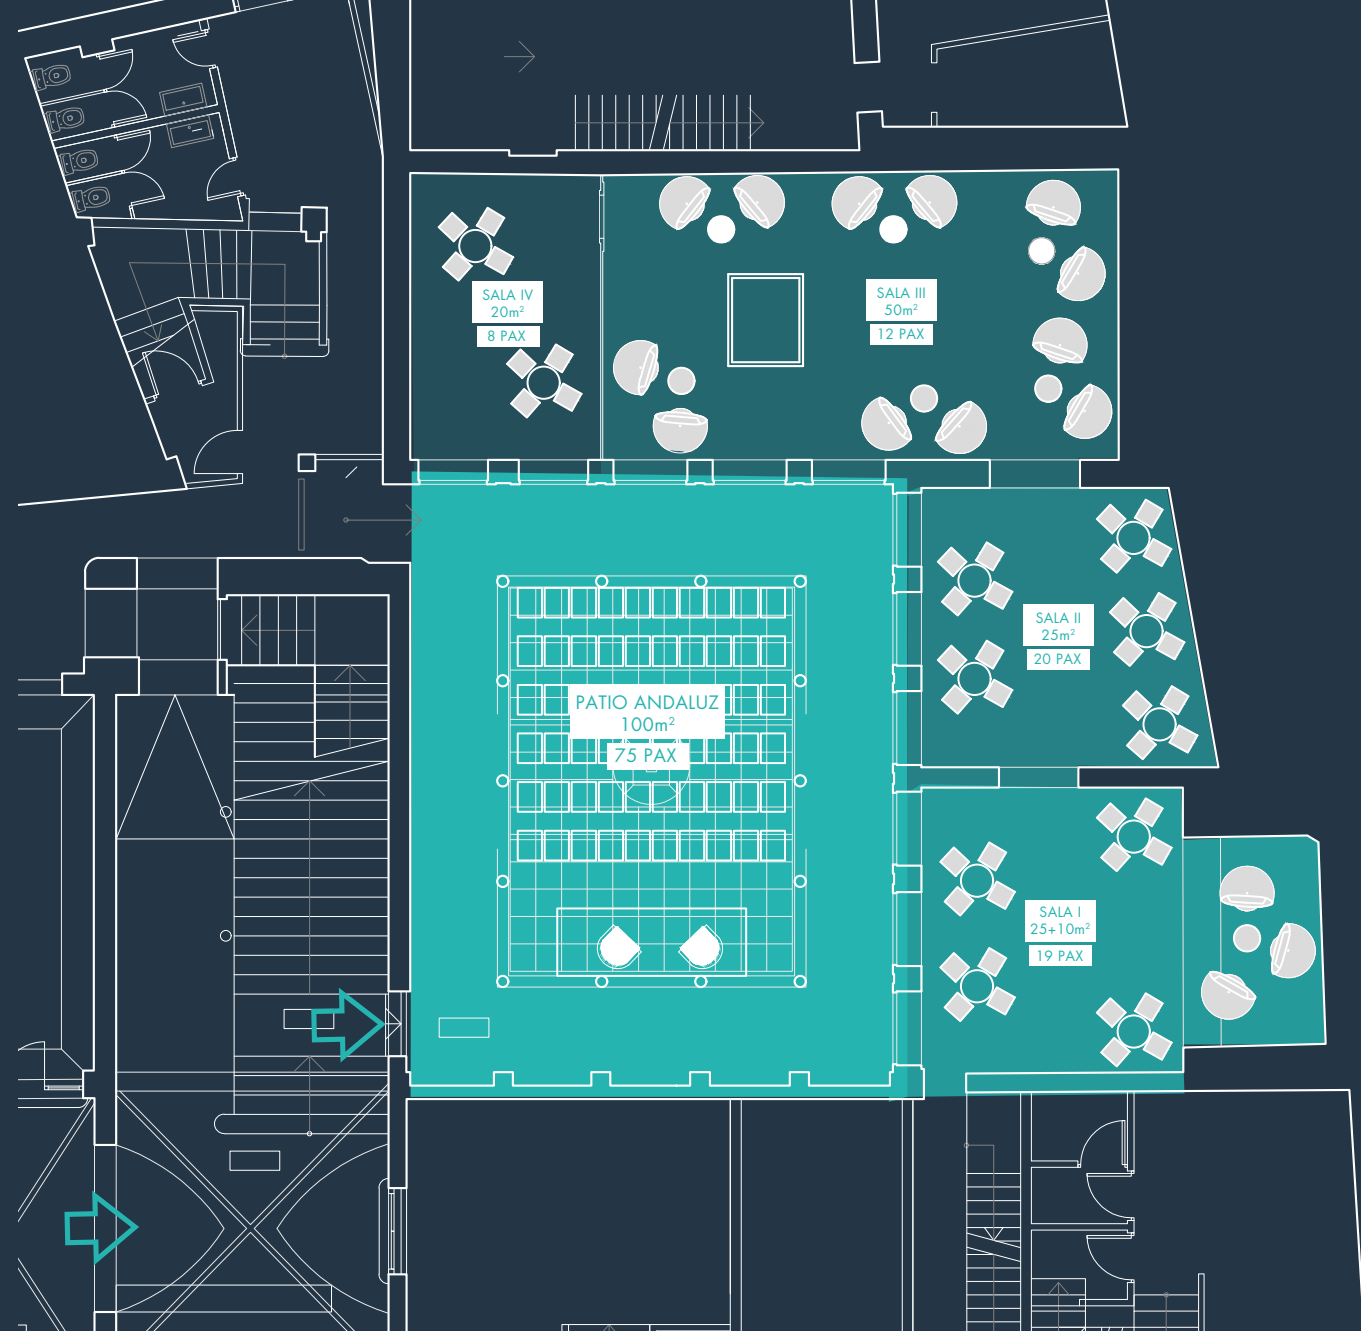 SALA IV
20m²
8 PAX
SALA III
50m²
12 PAX
SALA II
25m²
20 PAX
PATIO ANDALUZ
100m²
75 PAX
SALA I
25+10m²
19 PAX